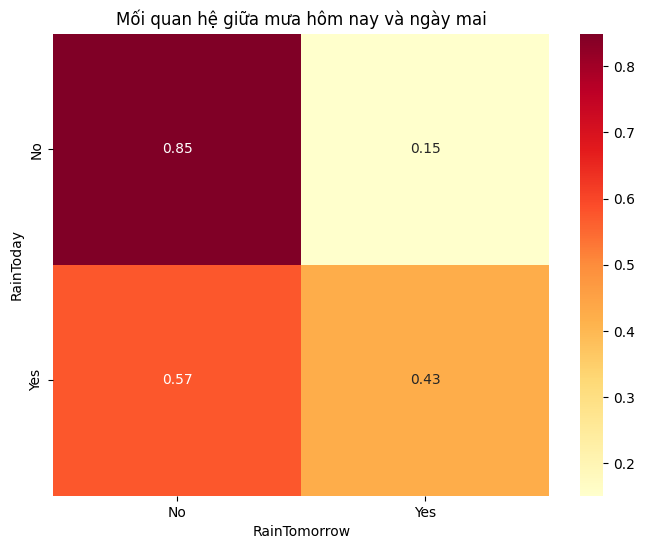 Mối quan hệ giữa mưa hôm nay và ngày mai
RainToday
No
0.85
0.15
Yes
0.57
0.43
No
Yes
RainTomorrow
0.8
0.7
0.6
0.5
0.4
0.3
0.2